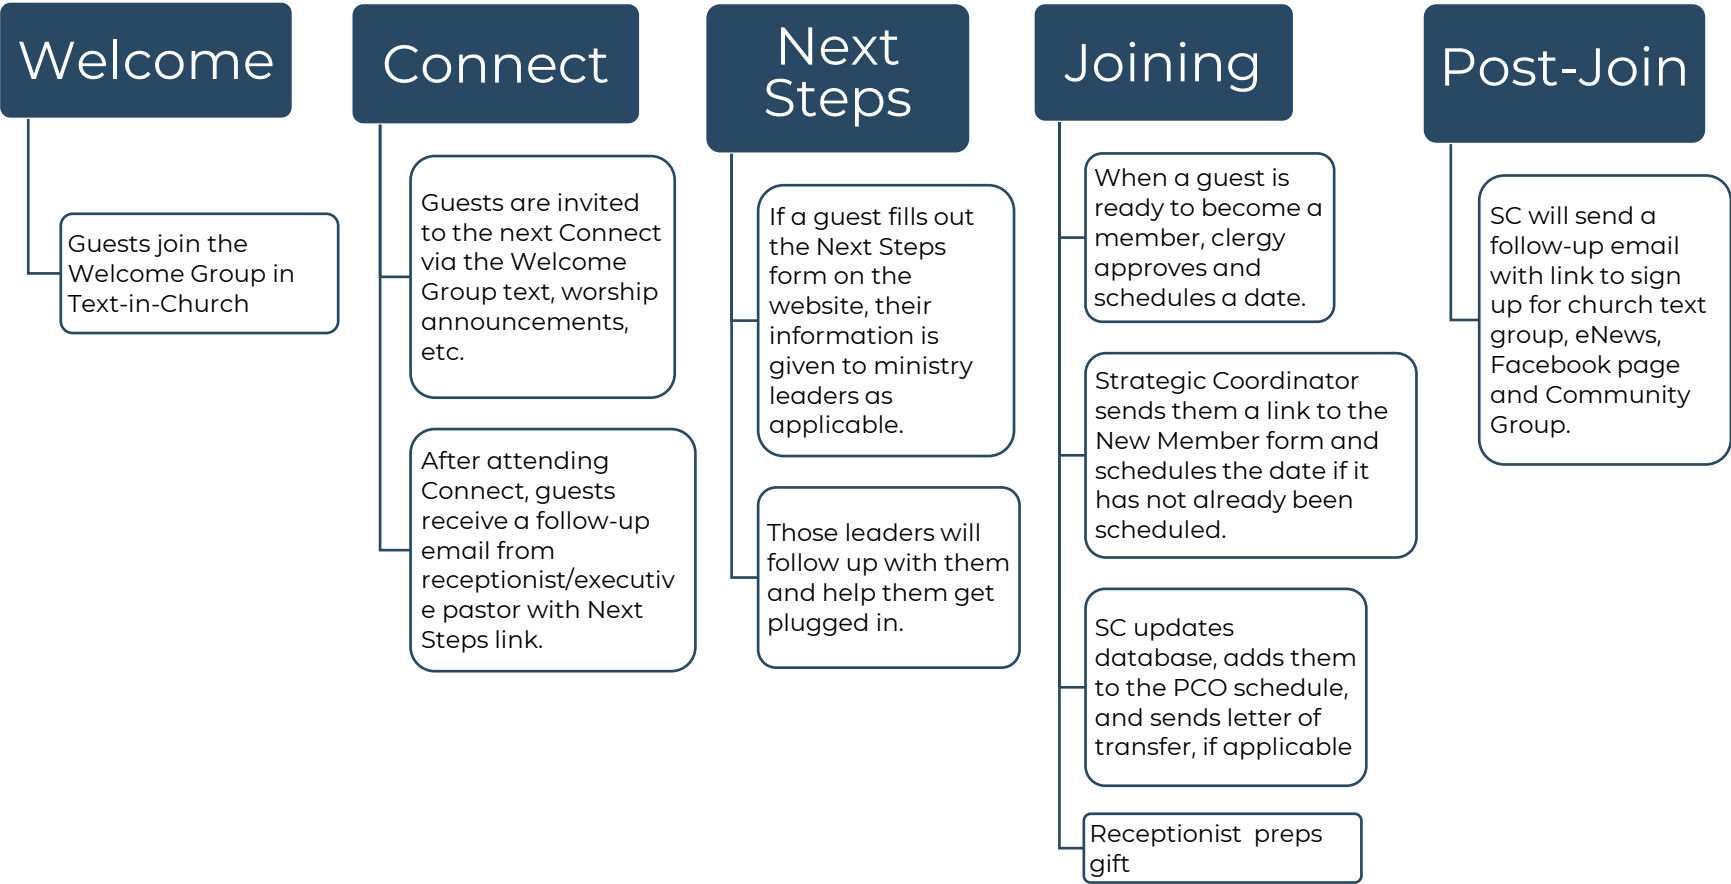 Welcome
Guests join the
Welcome Group in
Text-in-Church
Connect
Guests are invited
to the next Connect
via the Welcome
Group text, worship
announcements,
etc.
After attending
Connect, guests
receive a follow-up
email from
receptionist/executiv
e pastor with Next
Steps link.
Next
Steps
If a guest fills out
the Next Steps
form on the
website, their
information is
given to ministry
leaders as
applicable.
Those leaders will
follow up with them
and help them get
plugged in.
Joining
When a guest is
ready to become a
member, clergy
approves and
schedules a date.
Strategic Coordinator
sends them a link to the
New Member form and
schedules the date if it
has not already been
scheduled.
SC updates
database, adds them
to the PCO schedule,
and sends letter of
transfer, if applicable
Receptionist  preps
gift
Post-Join
SC will send a
follow-up email
with link to sign
up for church text
group, eNews,
Facebook page
and Community
Group.